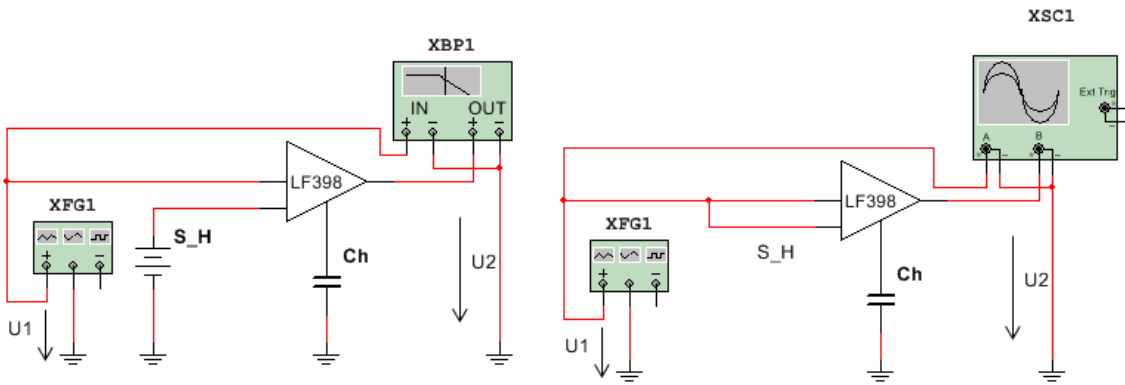 XBP1
IN OUT
+ − + −
LF398
XFG1
+ −
S_H
Ch
U1
U2
XSC1
Ext Trig
+
−
A B
+ − + −
LF398
XFG1
+ −
S_H
Ch
U1
U2